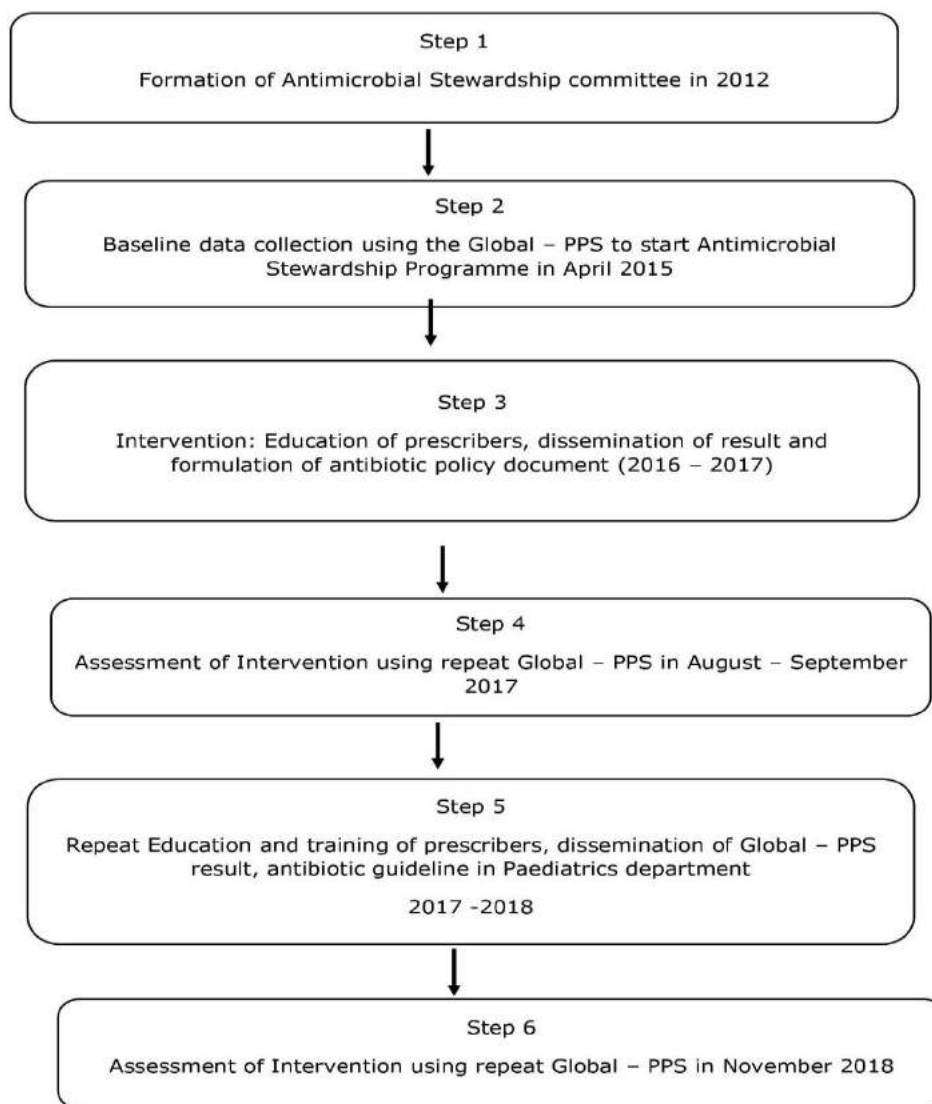 Step 1
Formation of Antimicrobial Stewardship committee in 2012
Step 2
Baseline data collection using the Global – PPS to start Antimicrobial
Stewardship Programme in April 2015
Step 3
Intervention: Education of prescribers, dissemination of result and
formulation of antibiotic policy document (2016 – 2017)
Step 4
Assessment of Intervention using repeat Global – PPS in August – September
2017
Step 5
Repeat Education and training of prescribers, dissemination of Global – PPS
result, antibiotic guideline in Paediatrics department
2017 -2018
Step 6
Assessment of Intervention using repeat Global – PPS in November 2018